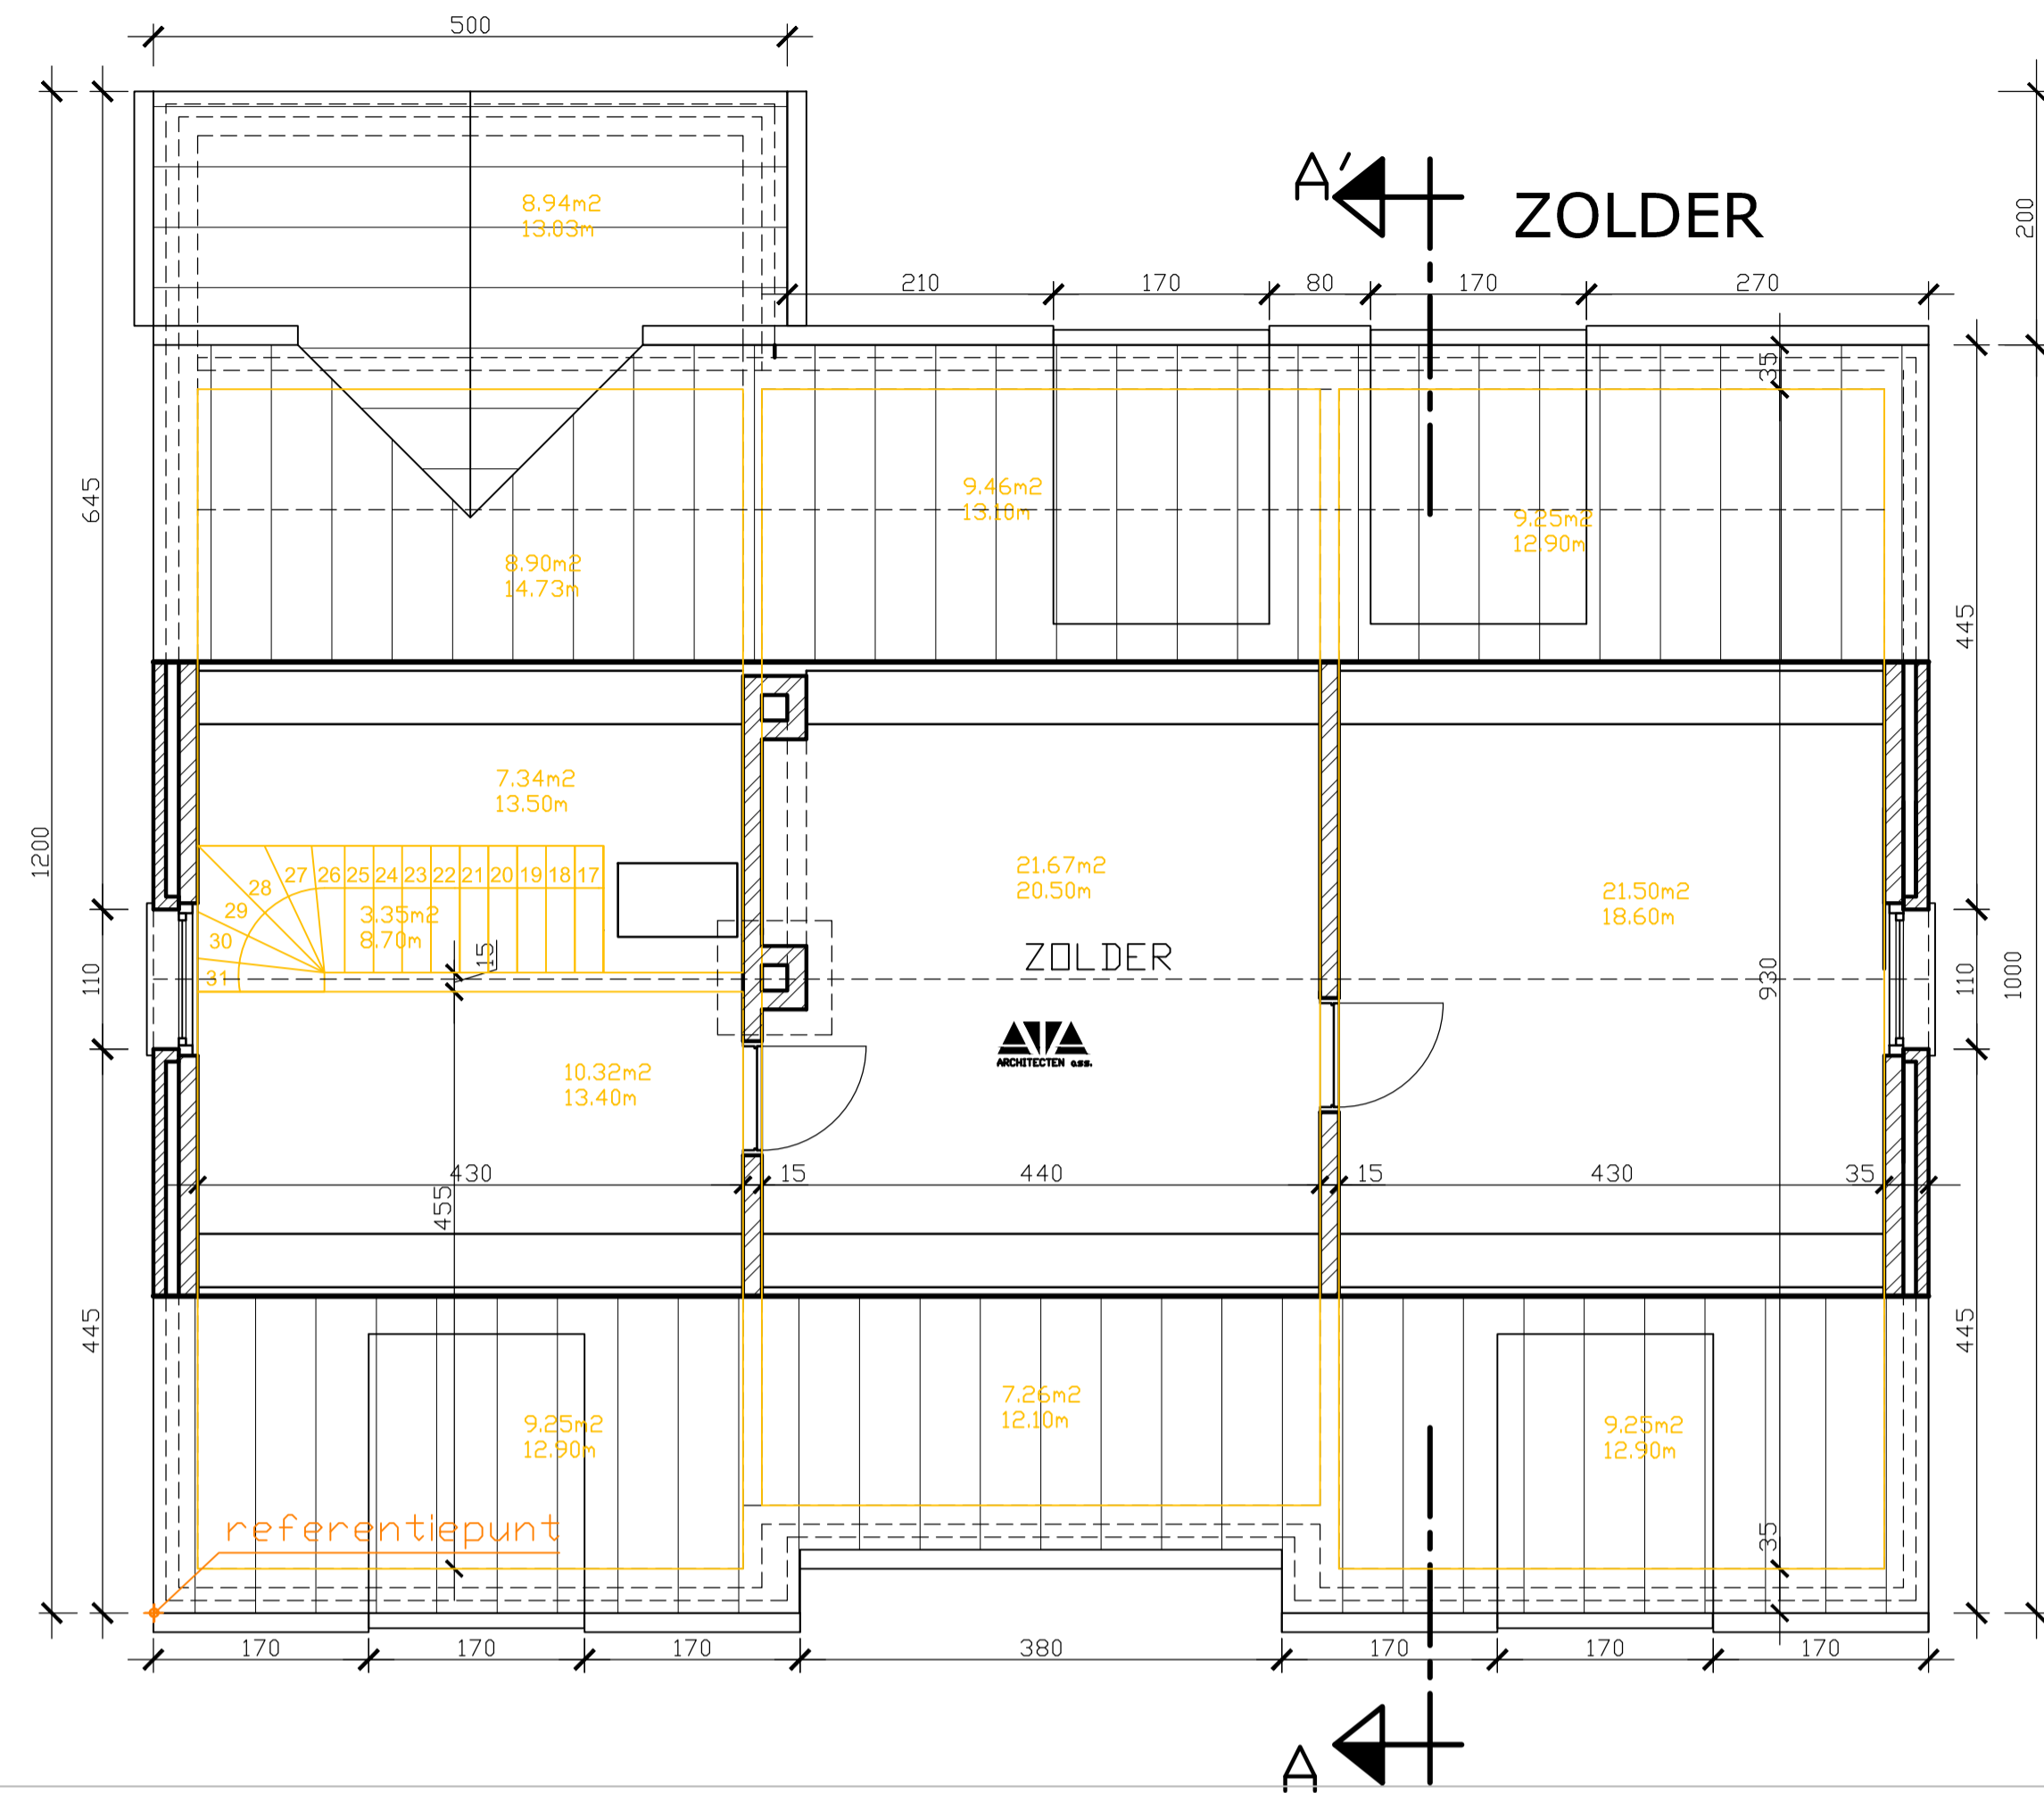 500
A'
ZOLDER
8.94m2
13.03m
200
210
170
80
170
270
35
645
445
9.46m2
13.10m
9.25m2
12.90m
8.90m2
14.73m
7.34m2
13.50m
1200
21.67m2
20.50m
21.50m2
18.60m
27 26 25 24 23 22 21 20 19 18 17
28
29
30
31
3.35m2
8.70m
15
ZOLDER
110
930
110
1000
ARCHITECTEN ass.
10.32m2
13.40m
430
15
440
15
430
35
455
445
445
7.26m2
12.10m
9.25m2
12.90m
9.25m2
12.90m
referentiepunt
35
170
170
170
380
170
170
170
A